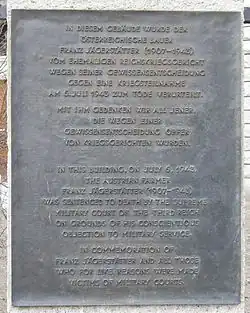 IN DIESEM GEBÄUDE WURDE DER
ÖSTERREICHISCHE BAUER
FRANZ JÄGERSTÄTTER (1907–1943)
VOM EHEMALIGEN REICHSKRIEGSGERICHT
WEGEN SEINER GEWISSENSENTSCHEIDUNG
GEGEN EINE KRIEGSTEILNAHME
AM 6. JULI 1943 ZUM TODE VERURTEILT.
MIT IHM GEDENKEN WIR ALL JENER,
DIE WEGEN EINER
GEWISSENSENTSCHEIDUNG OPFER
VON KRIEGSGERICHTEN WURDEN.
IN THIS BUILDING, ON JULY 6, 1943,
THE AUSTRIAN FARMER
FRANZ JÄGERSTÄTTER (1907–1943)
WAS SENTENCED TO DEATH BY THE SUPREME
MILITARY COURT OF THE THIRD REICH
ON GROUNDS OF HIS CONSCIENTIOUS
OBJECTION TO MILITARY SERVICE.
IN COMMEMORATION OF
FRANZ JÄGERSTÄTTER AND ALL THOSE
WHO FOR LIKE REASONS WERE MADE
VICTIMS OF MILITARY COURTS.